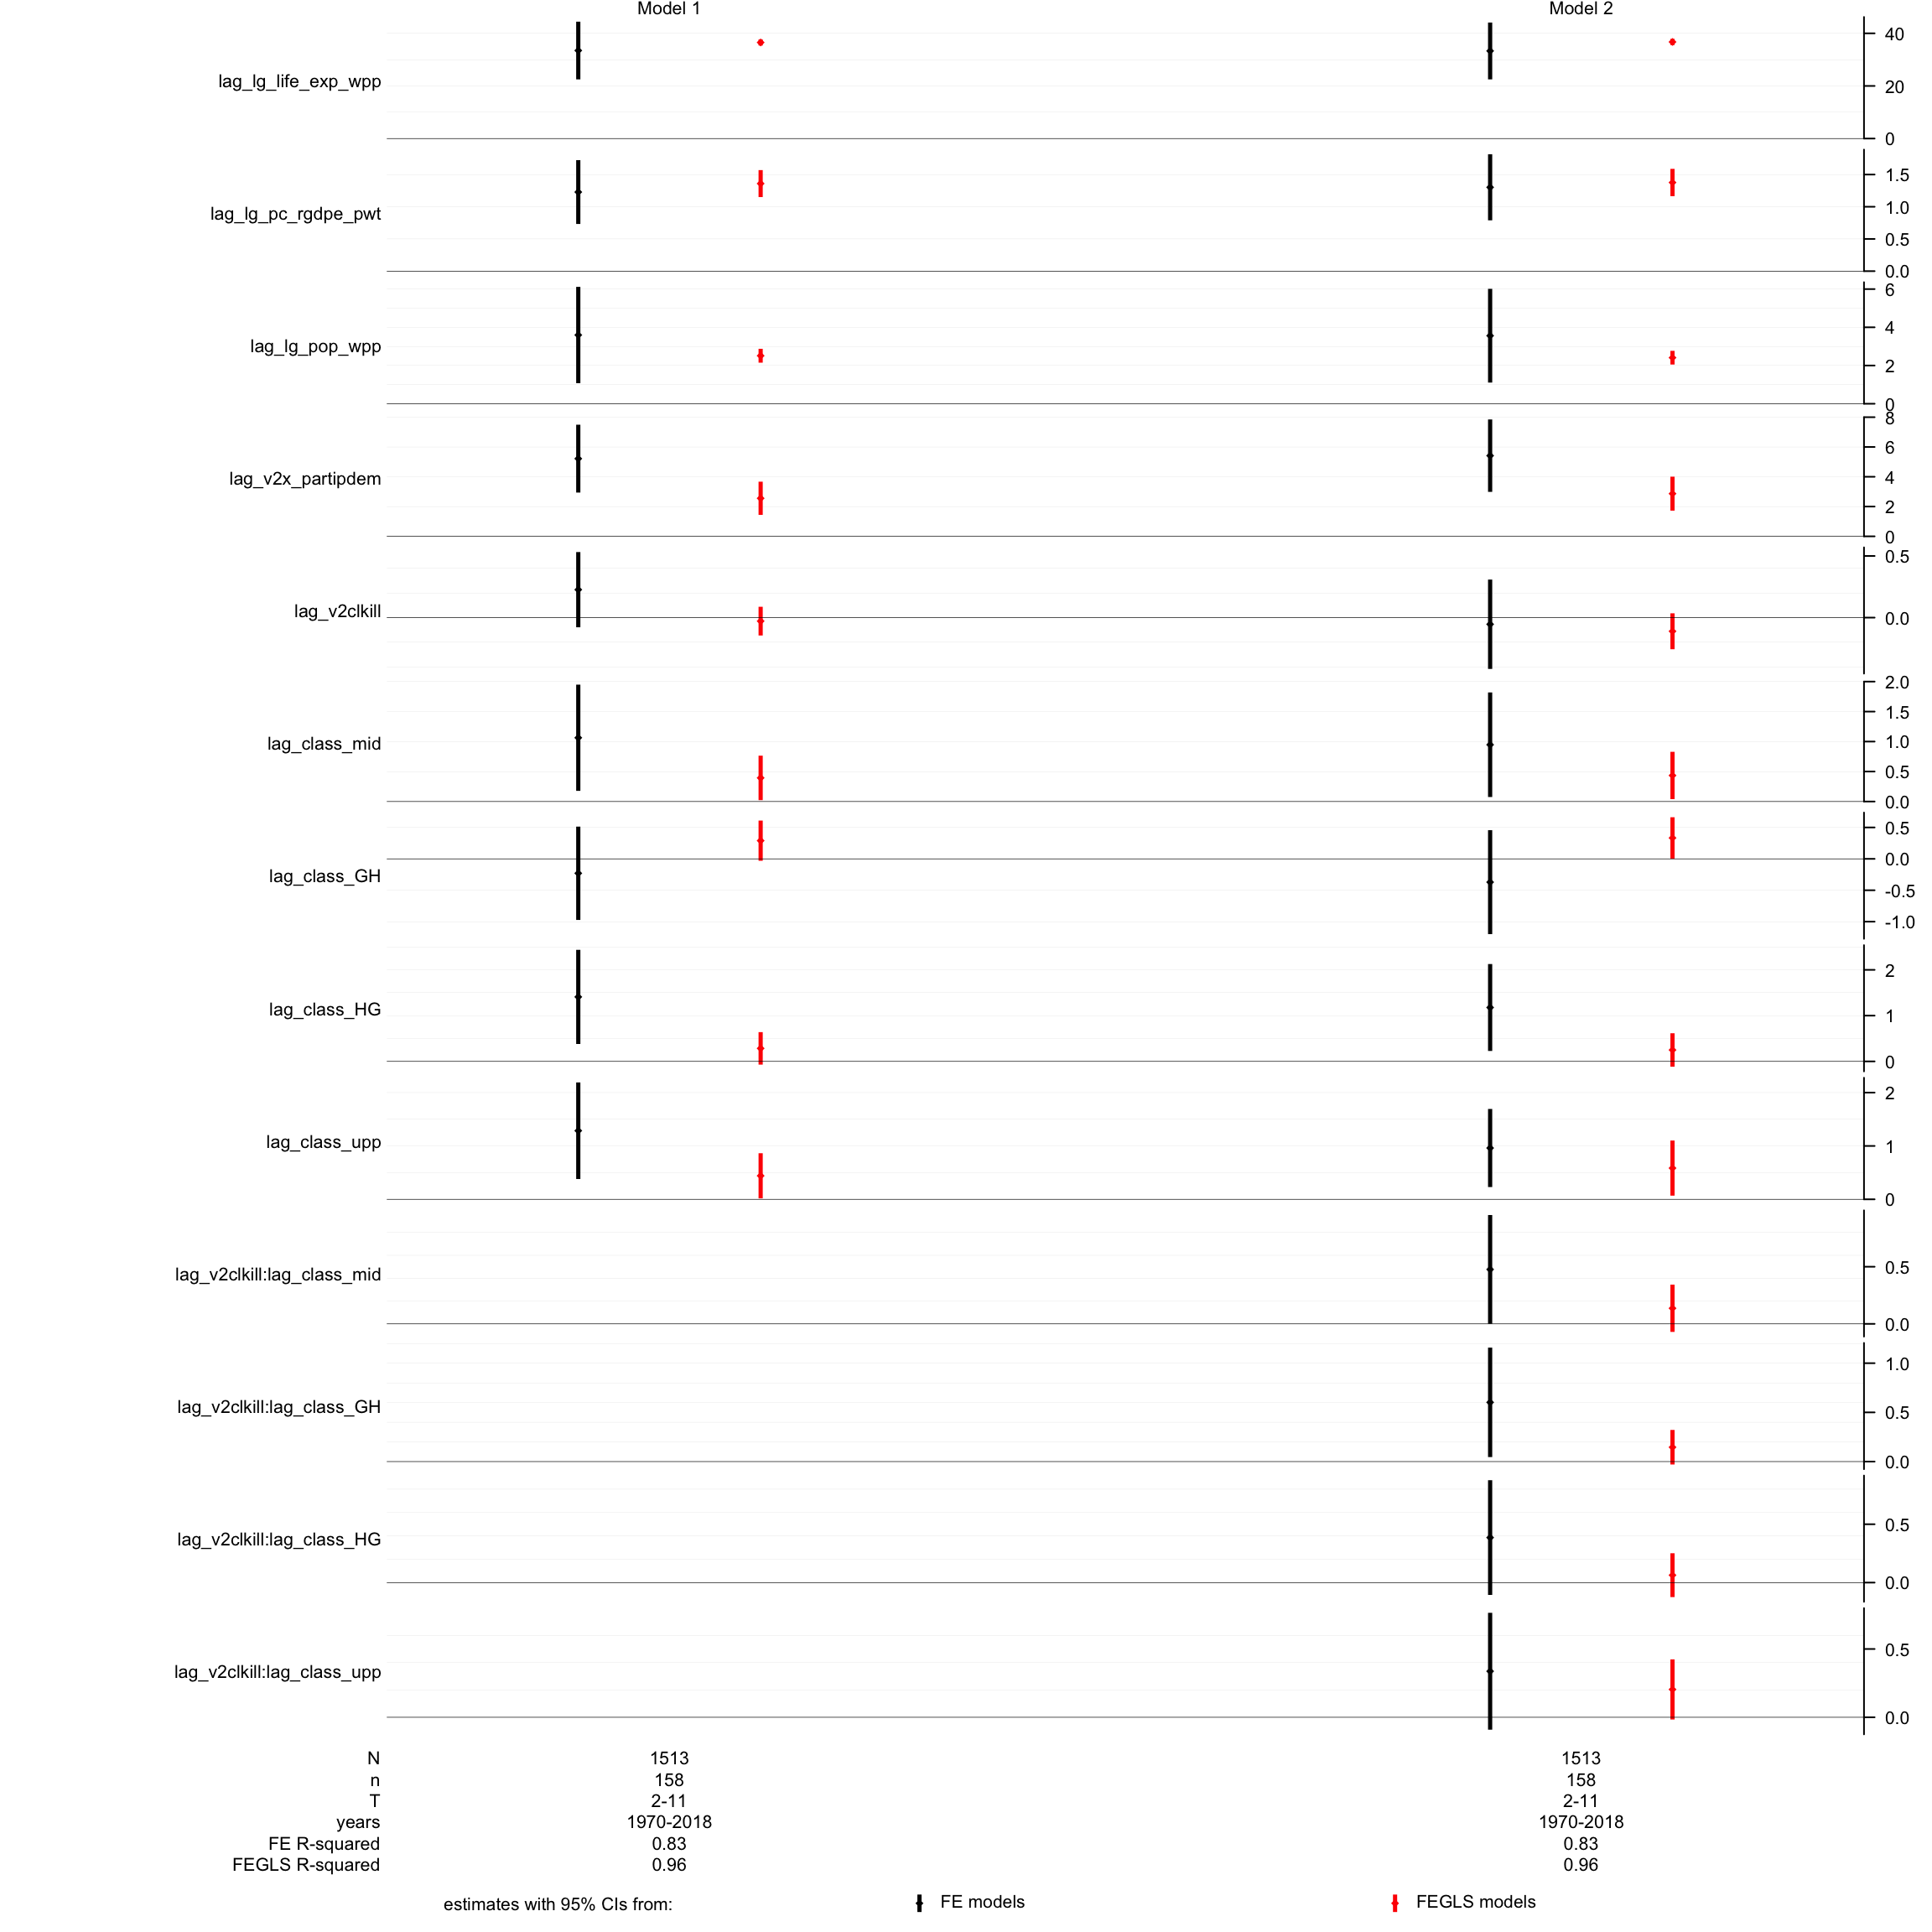 Model 1 Model 2
lag_lg_life_exp_wpp
40
20
0
lag_lg_pc_rgdpe_pwt
1.5
1.0
0.5
0.0
lag_lg_pop_wpp
6
4
2
0
lag_v2x_partipdem
8
6
4
2
0
lag_v2clkill
0.5
0.0
lag_class_mid
2.0
1.5
1.0
0.5
0.0
lag_class_GH
0.5
0.0
-0.5
-1.0
lag_class_HG
2
1
0
lag_class_upp
2
1
0
lag_v2clkill:lag_class_mid
0.5
0.0
lag_v2clkill:lag_class_GH
1.0
0.5
0.0
lag_v2clkill:lag_class_HG
0.5
0.0
lag_v2clkill:lag_class_upp
0.5
0.0
N 1513 1513
n 158 158
T 2-11 2-11
years 1970-2018 1970-2018
FE R-squared 0.83 0.83
FEGLS R-squared 0.96 0.96
estimates with 95% CIs from: FE models FEGLS models